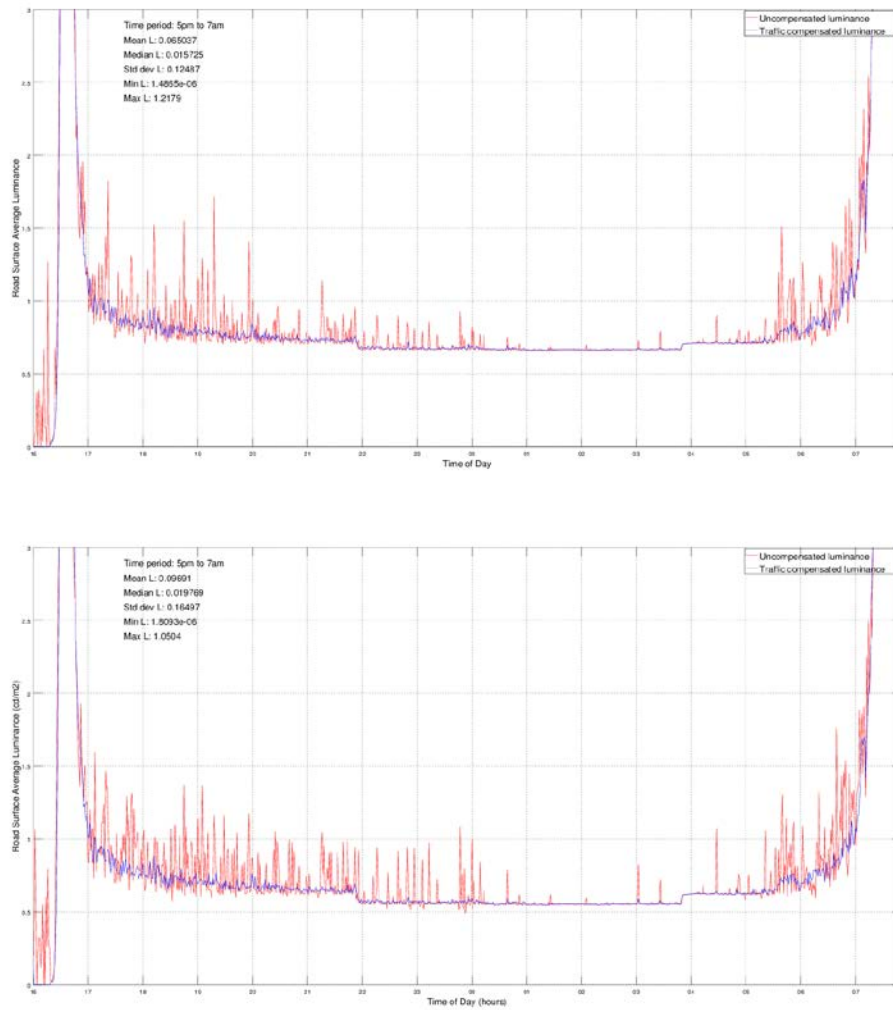 Time period: 5pm to 7am
Mean L: 0.065037
Median L: 0.015725
Std dev L: 0.12487
Min L: 1.4865e-06
Max L: 1.2179
Uncompensated luminance
Traffic compensated luminance
Road Surface Average Luminance
3
2.5
2
1.5
1
0.5
0
16 17 18 19 20 21 22 23 00 01 02 03 04 05 06 07
Time of Day
Time period: 5pm to 7am
Mean L: 0.09691
Median L: 0.019769
Std dev L: 0.16497
Min L: 1.8093e-06
Max L: 1.0504
Uncompensated luminance
Traffic compensated luminance
Road Surface Average Luminance (cd/m2)
3
2.5
2
1.5
1
0.5
0
16 17 18 19 20 21 22 23 00 01 02 03 04 05 06 07
Time of Day (hours)